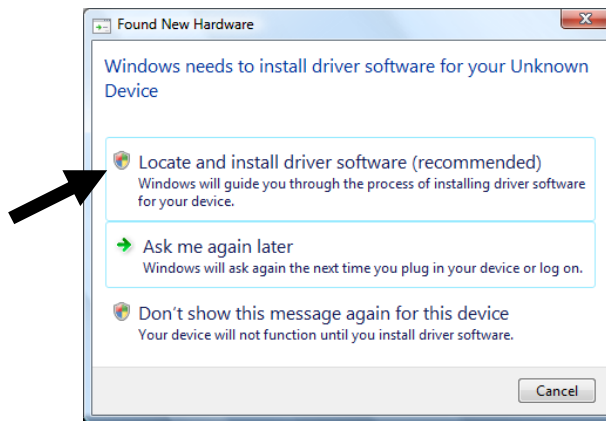 Found New Hardware
Windows needs to install driver software for your Unknown
Device
Locate and install driver software (recommended)
Windows will guide you through the process of installing driver software
for your device.
Ask me again later
Windows will ask again the next time you plug in your device or log on.
Don't show this message again for this device
Your device will not function until you install driver software.
Cancel